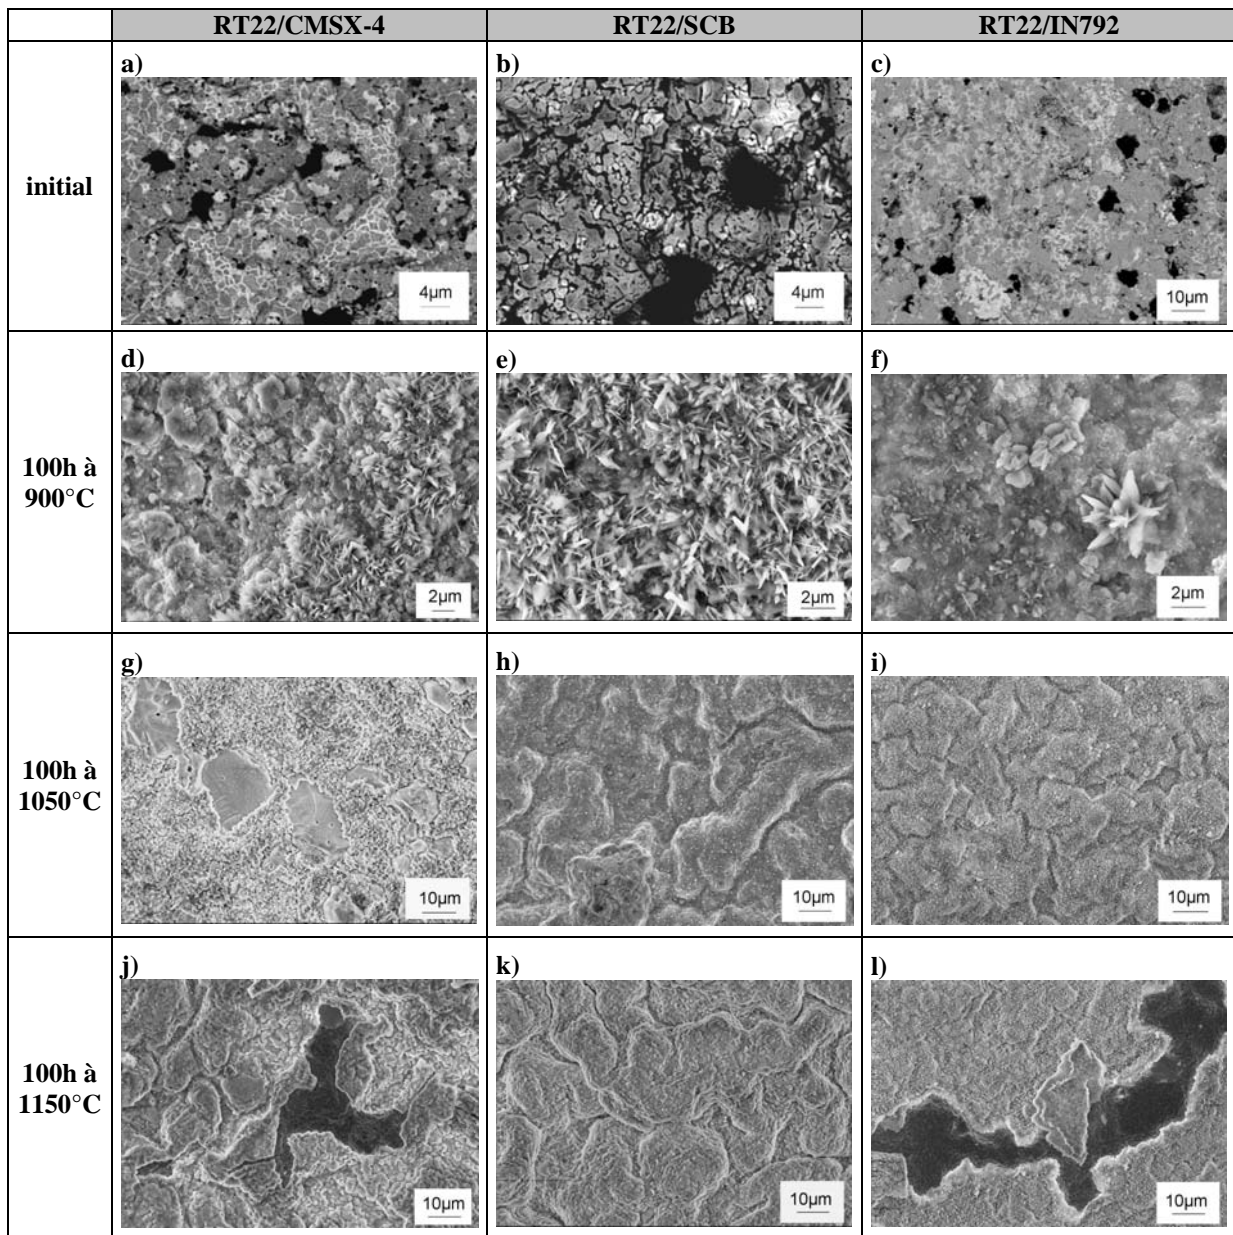 RT22/CMSX-4 RT22/SCB RT22/IN792
initial
a) b) c)
4µm 4µm 10µm
100h à
900°C
d) e) f)
2µm 2µm 2µm
100h à
1050°C
g) h) i)
10µm 10µm 10µm
100h à
1150°C
j) k) l)
10µm 10µm 10µm